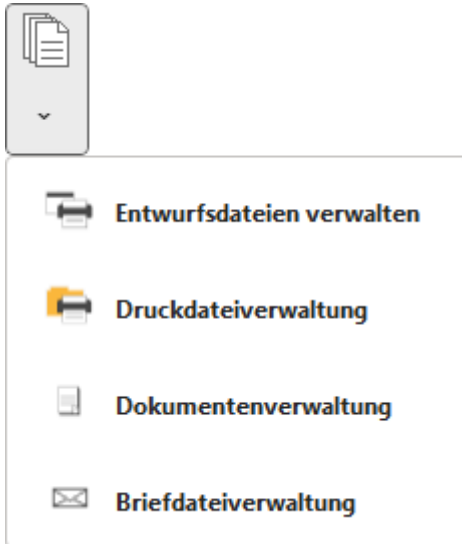 Entwurfsdateien verwalten
Druckdateiverwaltung
Dokumentenverwaltung
Briefdateiverwaltung